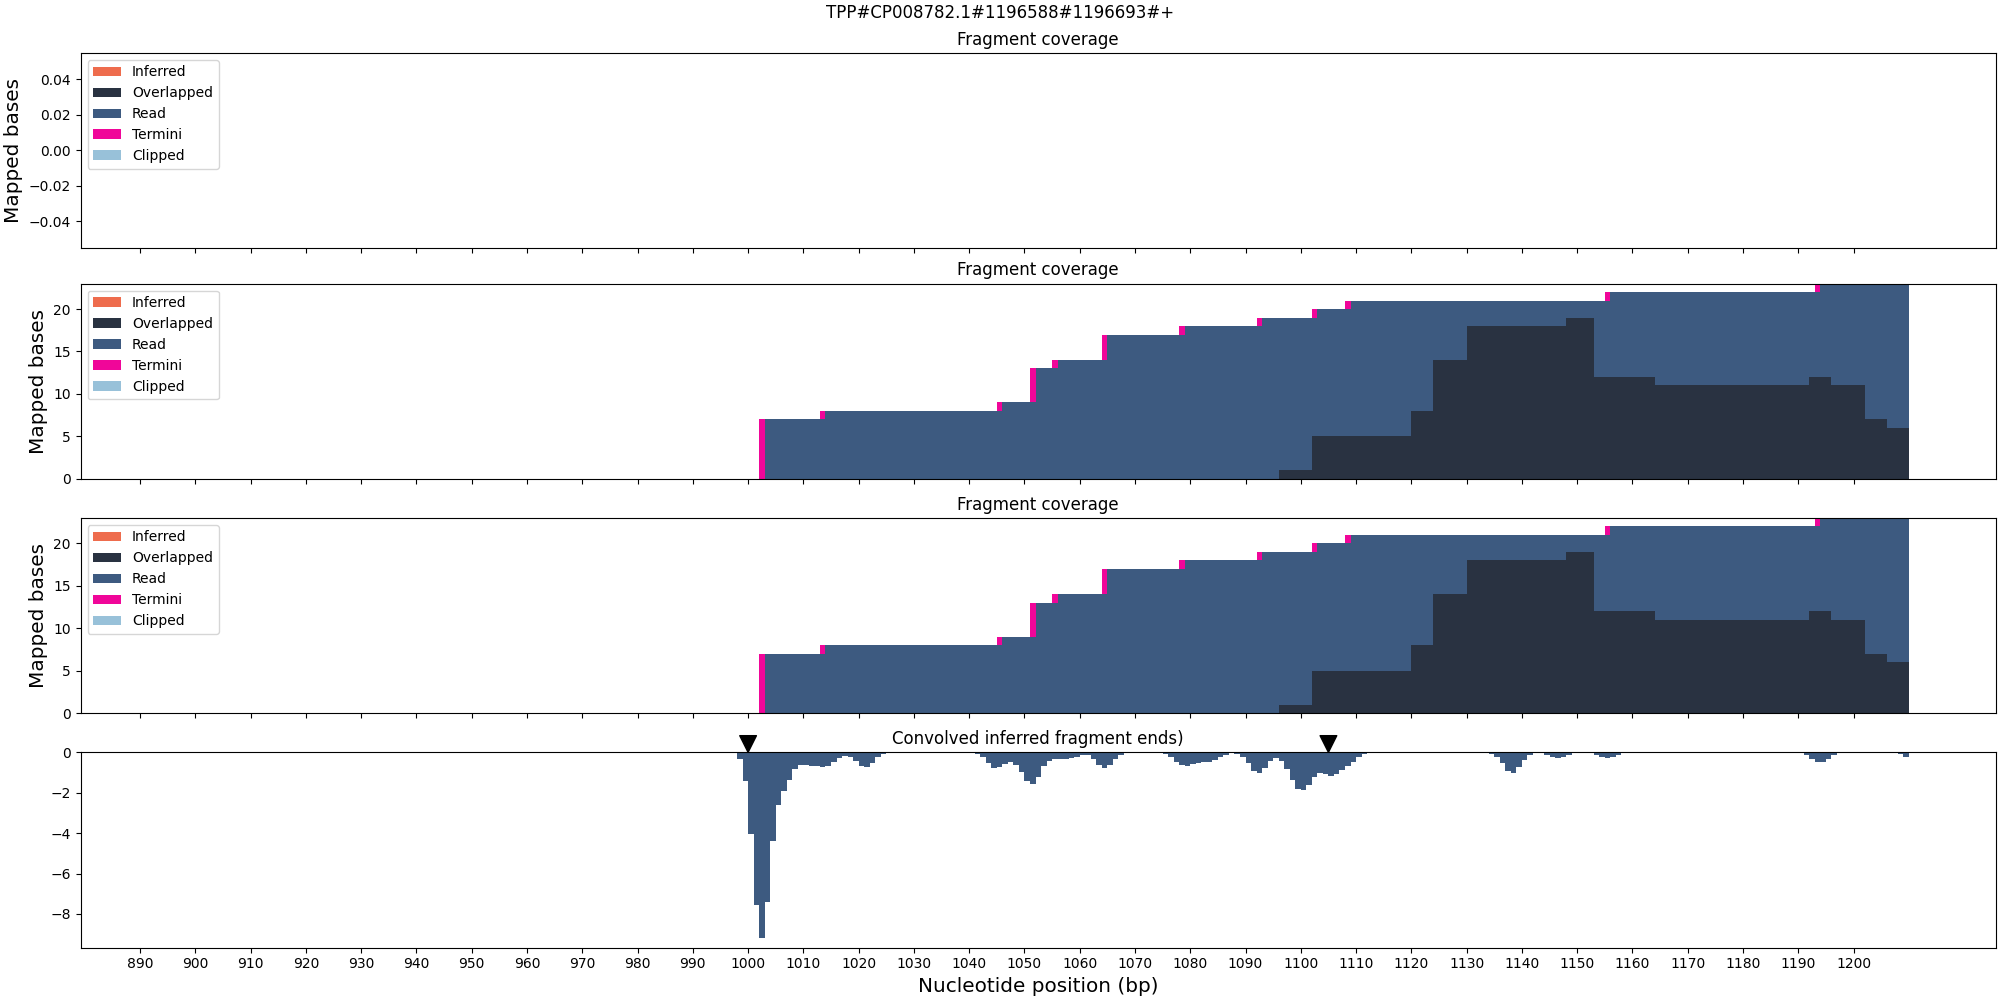 TPP#CP008782.1#1196588#1196693#+
Fragment coverage
Mapped bases
0.04
0.02
0.00
−0.02
−0.04
Inferred
Overlapped
Read
Termini
Clipped
Fragment coverage
Mapped bases
20
15
10
5
0
Inferred
Overlapped
Read
Termini
Clipped
Fragment coverage
Mapped bases
20
15
10
5
0
Inferred
Overlapped
Read
Termini
Clipped
Convolved inferred fragment ends)
0
−2
−4
−6
−8
890 900 910 920 930 940 950 960 970 980 990 1000 1010 1020 1030 1040 1050 1060 1070 1080 1090 1100 1110 1120 1130 1140 1150 1160 1170 1180 1190 1200
Nucleotide position (bp)